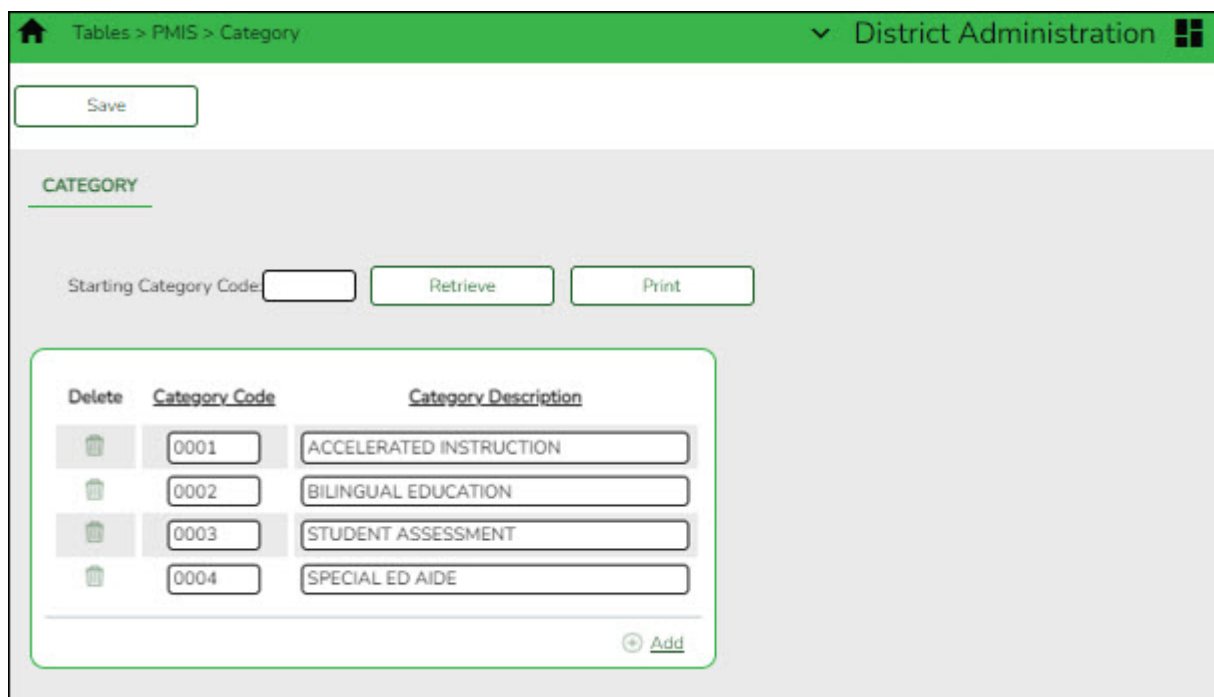 Tables > PMIS > Category District Administration
Save
CATEGORY
Starting Category Code: Retrieve Print
Delete Category Code Category Description
0001 ACCELERATED INSTRUCTION
0002 BILINGUAL EDUCATION
0003 STUDENT ASSESSMENT
0004 SPECIAL ED AIDE
Add